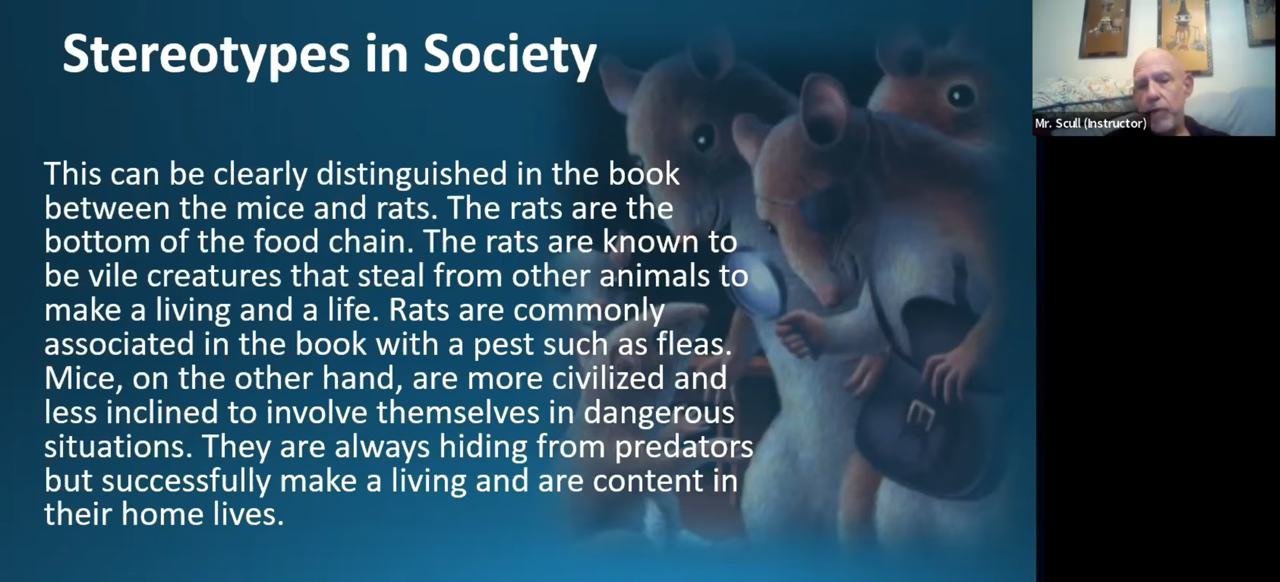 Stereotypes in Society
Mr. Scull (Instructor)
This can be clearly distinguished in the book
between the mice and rats. The rats are the
bottom of the food chain. The rats are known to
be vile creatures that steal from other animals to
make a living and a life. Rats are commonly
associated in the book with a pest such as fleas.
Mice, on the other hand, are more civilized and
less inclined to involve themselves in dangerous
situations. They are always hiding from predators
but successfully make a living and are content in
their home lives.